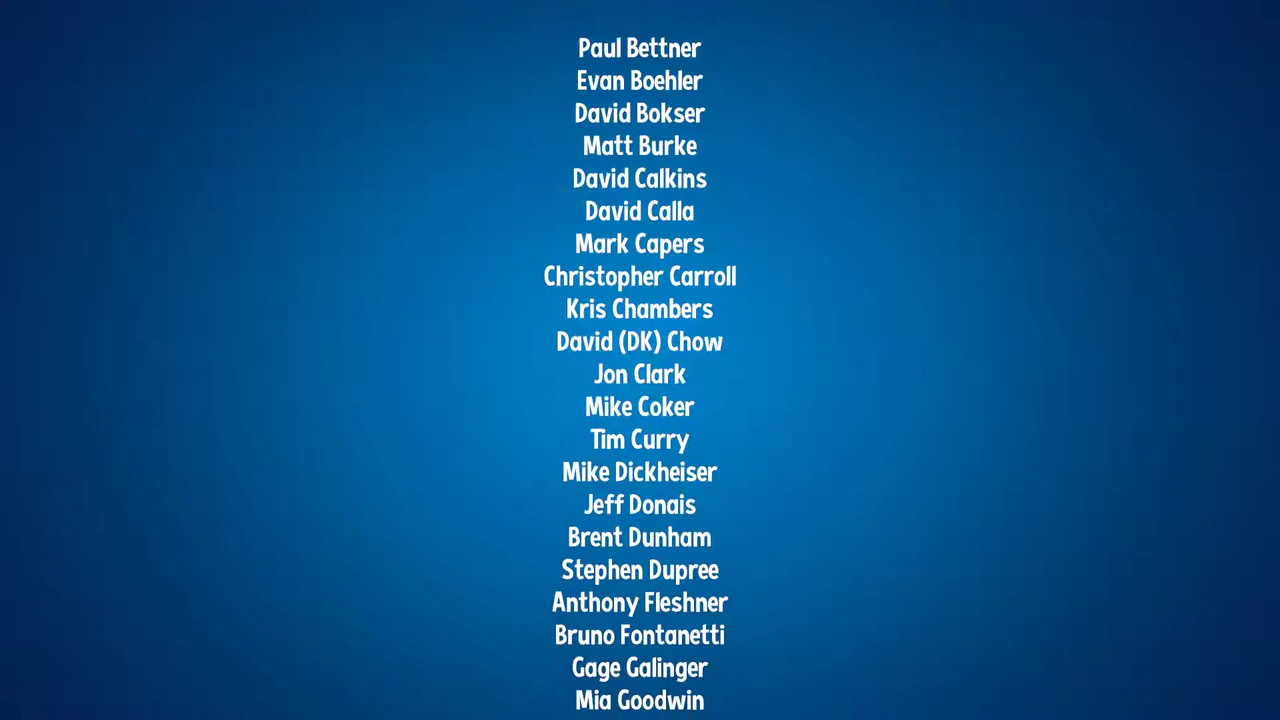 Paul Bettner
Evan Boehler
David Bokser
Matt Burke
David Calkins
David Calla
Mark Capers
Christopher Carroll
Kris Chambers
David (DK) Chow
Jon Clark
Mike Coker
Tim Curry
Mike Dickheiser
Jeff Donais
Brent Dunham
Stephen Dupree
Anthony Fleshner
Bruno Fontanetti
Gage Galinger
Mia Goodwin